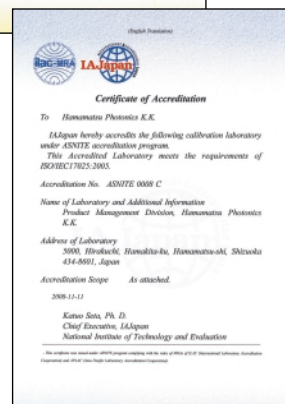 (English Translation)
ilac-MRA
IAJapan
Certificate of Accreditation
To Hamamatsu Photonics K.K.
IAJapan hereby accredits the following calibration laboratory
under ASNITE accreditation program.
This Accredited Laboratory meets the requirements of
ISO/IEC17025:2005.
Accreditation No. ASNITE 0008 C
Name of Laboratory and Additional Information
Product Management Division, Hamamatsu Photonics
K.K.
Address of Laboratory
5000, Hirakuchi, Hamakita-ku, Hamamatsu-shi, Shizuoka
434-8601, Japan
Accreditation Scope As attached.
2008-11-11
Katuo Seta, Ph. D.
Chief Executive, IAJapan
National Institute of Technology and Evaluation